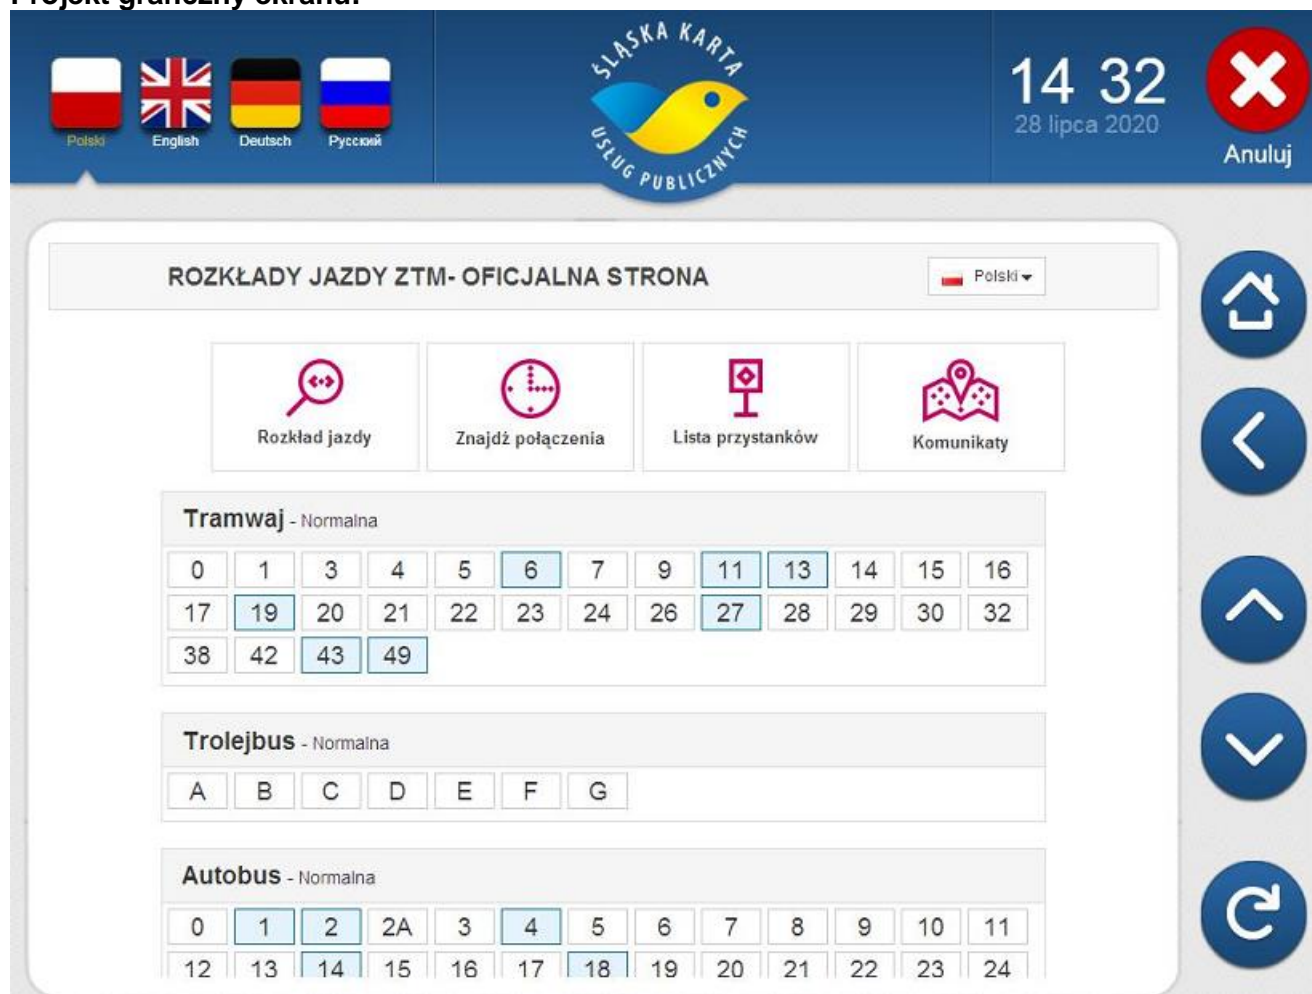 Projekt graficzny ekranu:
ŚLĄSKA KARTA
USŁUG PUBLICZNYCH
14 32
28 lipca 2020
Polski English Deutsch Русский
Anuluj
ROZKŁADY JAZDY ZTM- OFICJALNA STRONA
Polski
Rozkład jazdy Znajdż połączenia Lista przystanków Komunikaty
Tramwaj - Normalna
0 1 3 4 5 6 7 9 11 13 14 15 16
17 19 20 21 22 23 24 26 27 28 29 30 32
38 42 43 49
Trolejbus - Normalna
A B C D E F G
Autobus - Normalna
0 1 2 2A 3 4 5 6 7 8 9 10 11
12 13 14 15 16 17 18 19 20 21 22 23 24